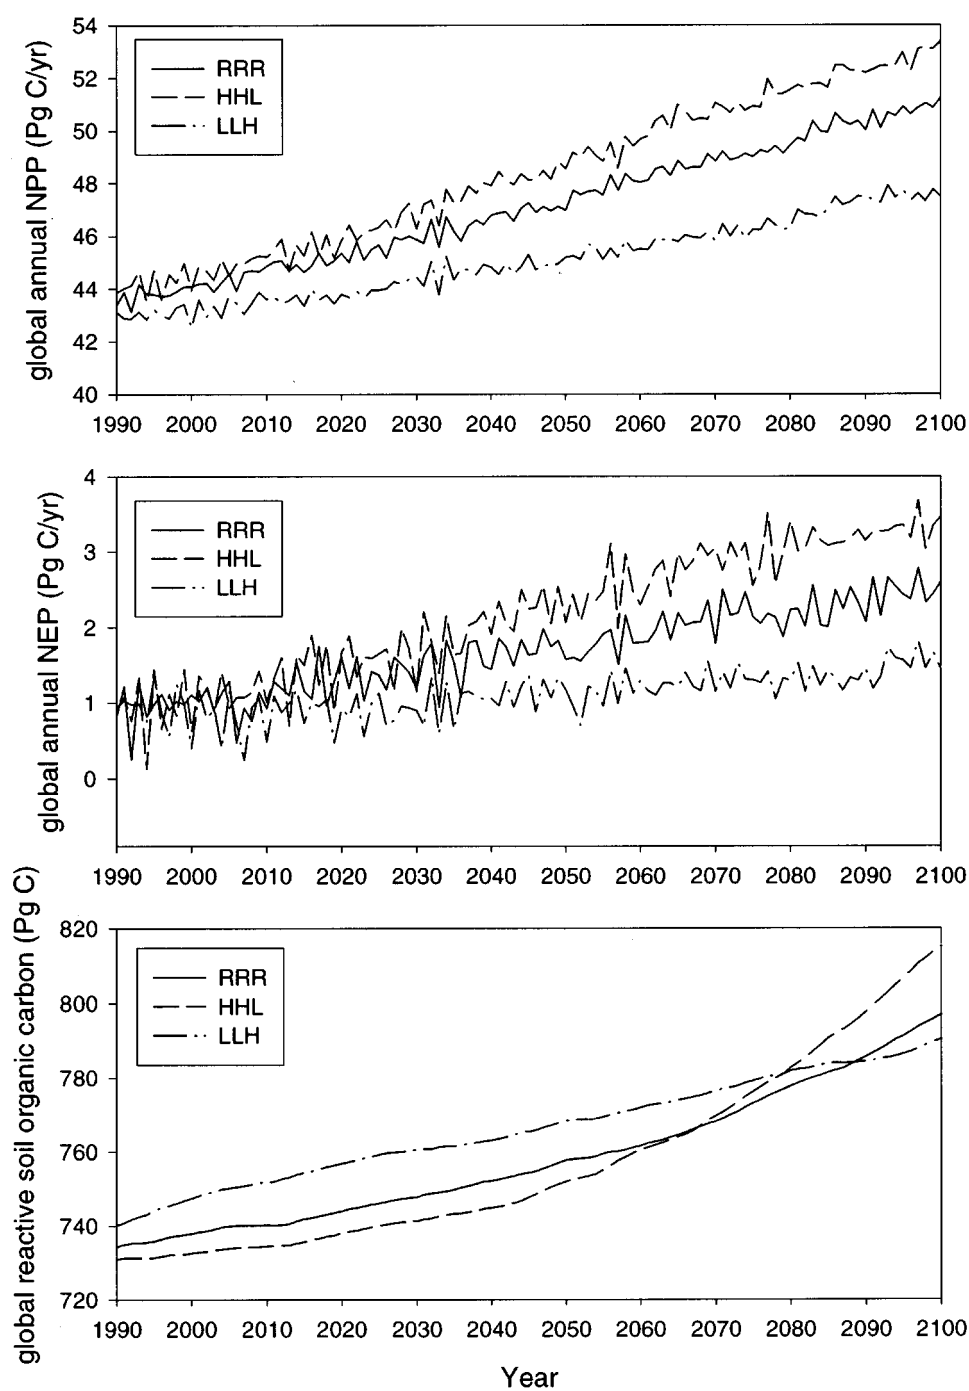 global annual NPP (Pg C/yr)
54
52
50
48
46
44
42
40
RRR
HHL
LLH
1990 2000 2010 2020 2030 2040 2050 2060 2070 2080 2090 2100
global annual NEP (Pg C/yr)
4
3
2
1
0
RRR
HHL
LLH
1990 2000 2010 2020 2030 2040 2050 2060 2070 2080 2090 2100
global reactive soil organic carbon (Pg C)
820
800
780
760
740
720
RRR
HHL
LLH
1990 2000 2010 2020 2030 2040 2050 2060 2070 2080 2090 2100
Year